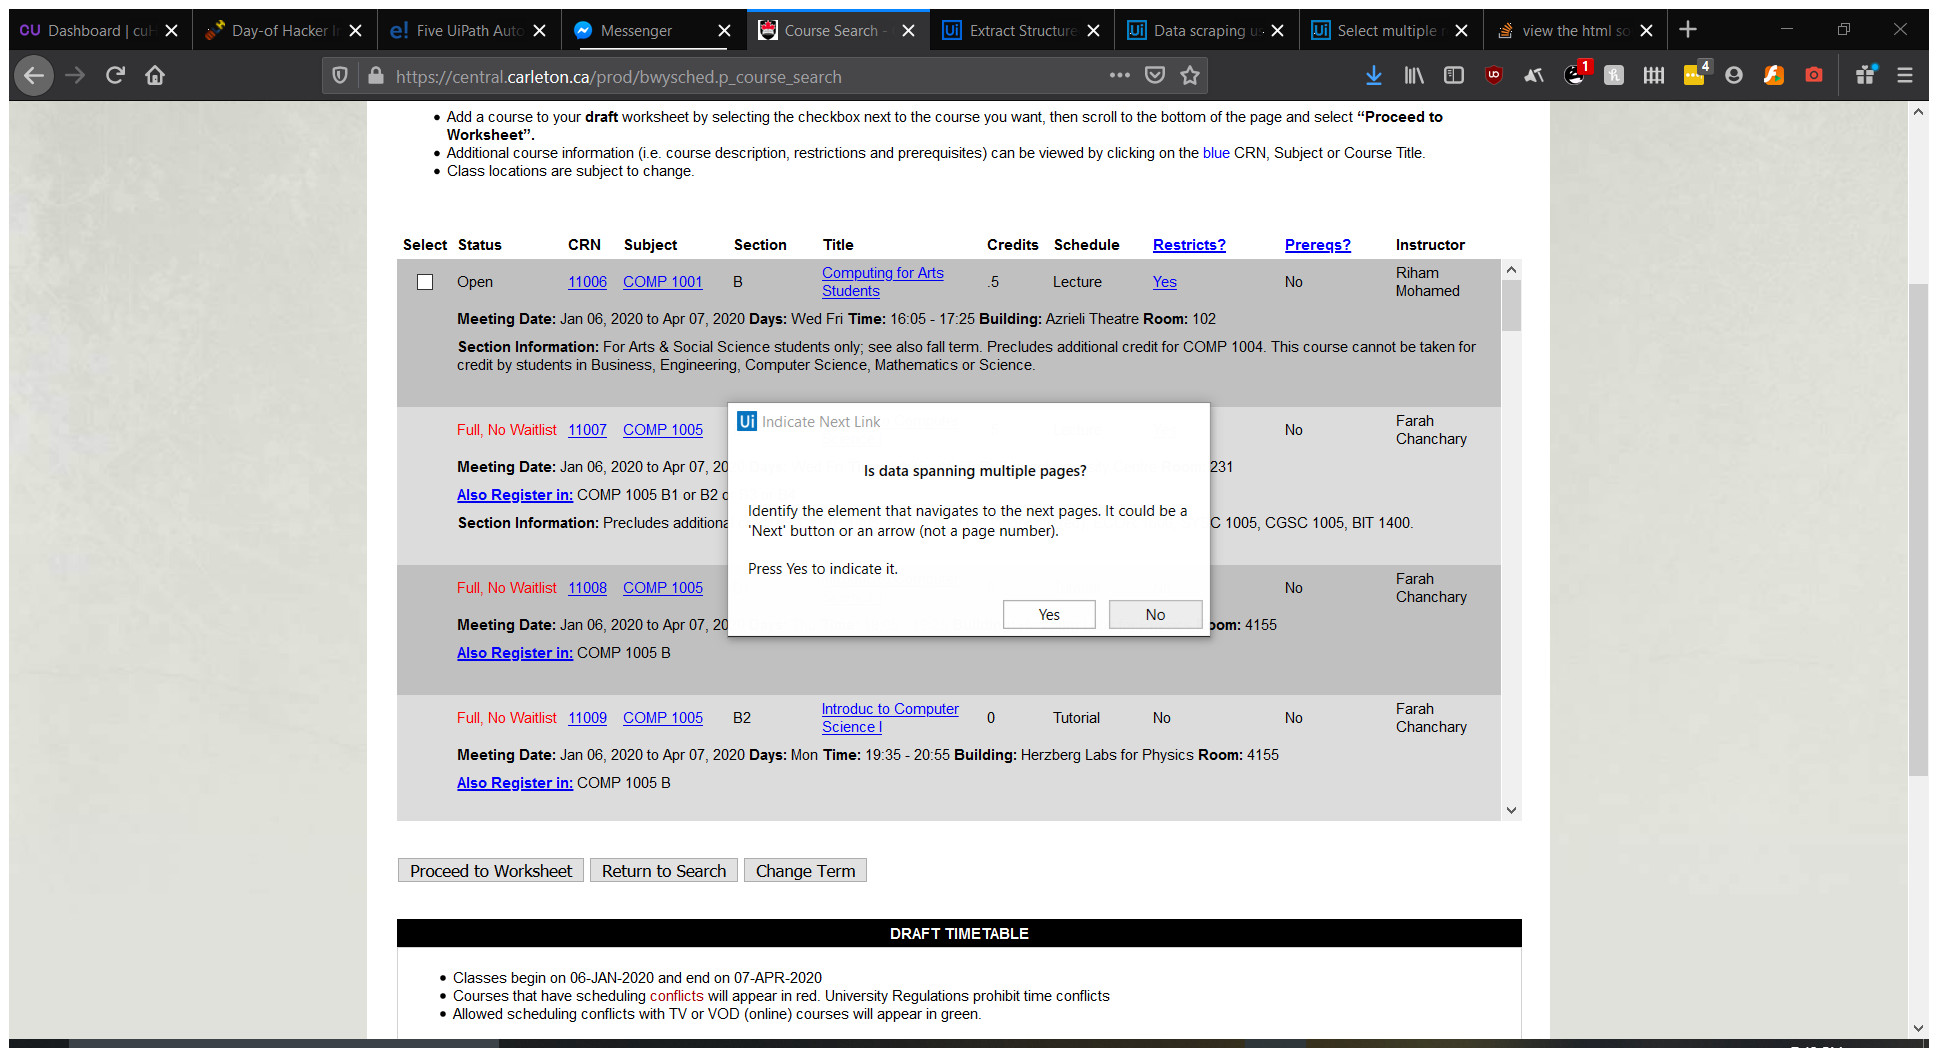 CU Dashboard | cuH
Day-of Hacker In
e! Five UiPath Auto
Messenger
Course Search -
Ui Extract Structure
Ui Data scraping us
Ui Select multiple r
view the html so
https://central.carleton.ca/prod/bwysched.p_course_search
1
4
• Add a course to your draft worksheet by selecting the checkbox next to the course you want, then scroll to the bottom of the page and select “Proceed to
Worksheet”.
• Additional course information (i.e. course description, restrictions and prerequisites) can be viewed by clicking on the blue CRN, Subject or Course Title.
• Class locations are subject to change.
Select Status CRN Subject Section Title Credits Schedule Restricts? Prereqs? Instructor
Open 11006 COMP 1001 B Computing for Arts Students .5 Lecture Yes No Riham Mohamed
Meeting Date: Jan 06, 2020 to Apr 07, 2020 Days: Wed Fri Time: 16:05 - 17:25 Building: Azrieli Theatre Room: 102
Section Information: For Arts & Social Science students only; see also fall term. Precludes additional credit for COMP 1004. This course cannot be taken for
credit by students in Business, Engineering, Computer Science, Mathematics or Science.
Full, No Waitlist 11007 COMP 1005 No Farah Chanchary
Meeting Date: Jan 06, 2020 to Apr 07, 20 231
Also Register in: COMP 1005 B1 or B2 o
Section Information: Precludes additiona C 1005, CGSC 1005, BIT 1400.
Ui Indicate Next Link
Is data spanning multiple pages?
Identify the element that navigates to the next pages. It could be a
'Next' button or an arrow (not a page number).
Press Yes to indicate it.
Yes No
Full, No Waitlist 11008 COMP 1005 No Farah Chanchary
Meeting Date: Jan 06, 2020 to Apr 07, 20 oom: 4155
Also Register in: COMP 1005 B
Full, No Waitlist 11009 COMP 1005 B2 Introduc to Computer Science I 0 Tutorial No No Farah Chanchary
Meeting Date: Jan 06, 2020 to Apr 07, 2020 Days: Mon Time: 19:35 - 20:55 Building: Herzberg Labs for Physics Room: 4155
Also Register in: COMP 1005 B
Proceed to Worksheet Return to Search Change Term
DRAFT TIMETABLE
• Classes begin on 06-JAN-2020 and end on 07-APR-2020
• Courses that have scheduling conflicts will appear in red. University Regulations prohibit time conflicts
• Allowed scheduling conflicts with TV or VOD (online) courses will appear in green.